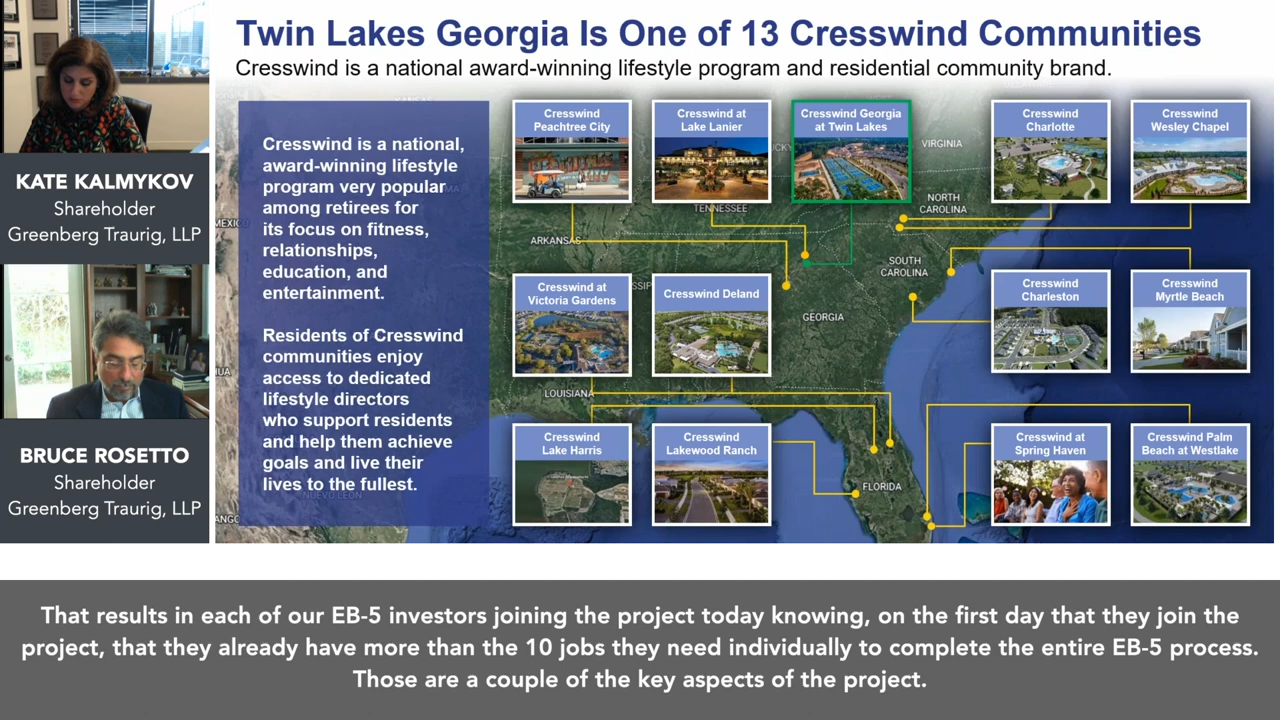 KATE KALMYKOV
Shareholder
Greenberg Traurig, LLP
BRUCE ROSETTO
Shareholder
Greenberg Traurig, LLP
Twin Lakes Georgia Is One of 13 Cresswind Communities
Cresswind is a national award-winning lifestyle program and residential community brand.
Cresswind is a national,
award-winning lifestyle
program very popular
among retirees for
its focus on fitness,
relationships,
education, and
entertainment.
Residents of Cresswind
communities enjoy
access to dedicated
lifestyle directors
who support residents
and help them achieve
goals and live their
lives to the fullest.
Cresswind
Peachtree City
Cresswind at
Lake Lanier
Cresswind Georgia
at Twin Lakes
Cresswind
Charlotte
Cresswind
Wesley Chapel
VIRGINIA
NORTH
CAROLINA
TENNESSEE
ARKANSAS
SOUTH
CAROLINA
Cresswind at
Victoria Gardens
Cresswind Deland
GEORGIA
Cresswind
Charleston
Cresswind
Myrtle Beach
LOUISIANA
Cresswind
Lake Harris
Cresswind
Lakewood Ranch
FLORIDA
Cresswind at
Spring Haven
Cresswind Palm
Beach at Westlake
NUEVO LEON
That results in each of our EB-5 investors joining the project today knowing, on the first day that they join the
project, that they already have more than the 10 jobs they need individually to complete the entire EB-5 process.
Those are a couple of the key aspects of the project.